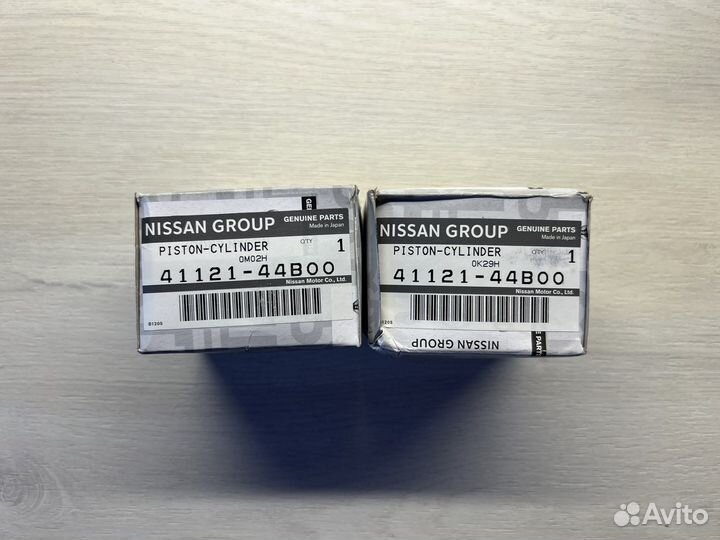 NISSAN GROUP GENUINE PARTS
Made in Japan
PISTON-CYLINDER Q'TY 1
0M02H
41121-44B00
Nissan Motor Co., Ltd.
B1205
NISSAN GROUP GENUINE PARTS
Made in Japan
PISTON-CYLINDER 1
0K29H
41121-44B00
Nissan Motor Co., Ltd.
B1205
NISSAN GROUP
PARTS
Avito